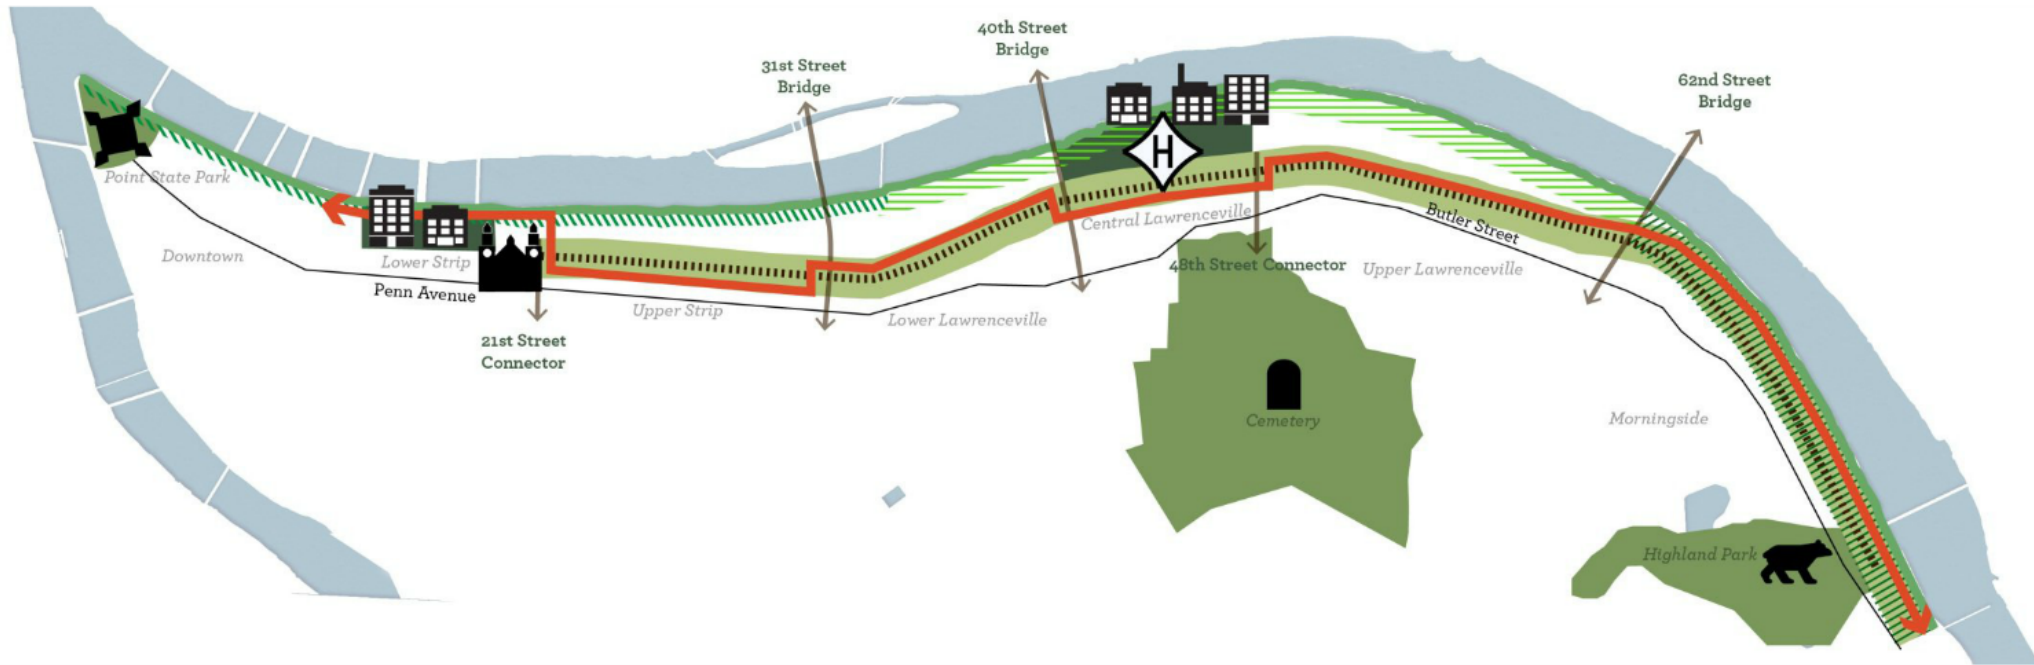 40th Street
Bridge
31st Street
Bridge
62nd Street
Bridge
Point State Park
H
Central Lawrenceville
Butler Street
Downtown
Lower Strip
48th Street Connector
Upper Lawrenceville
Penn Avenue
Upper Strip
Lower Lawrenceville
21st Street
Connector
Cemetery
Morningside
Highland Park